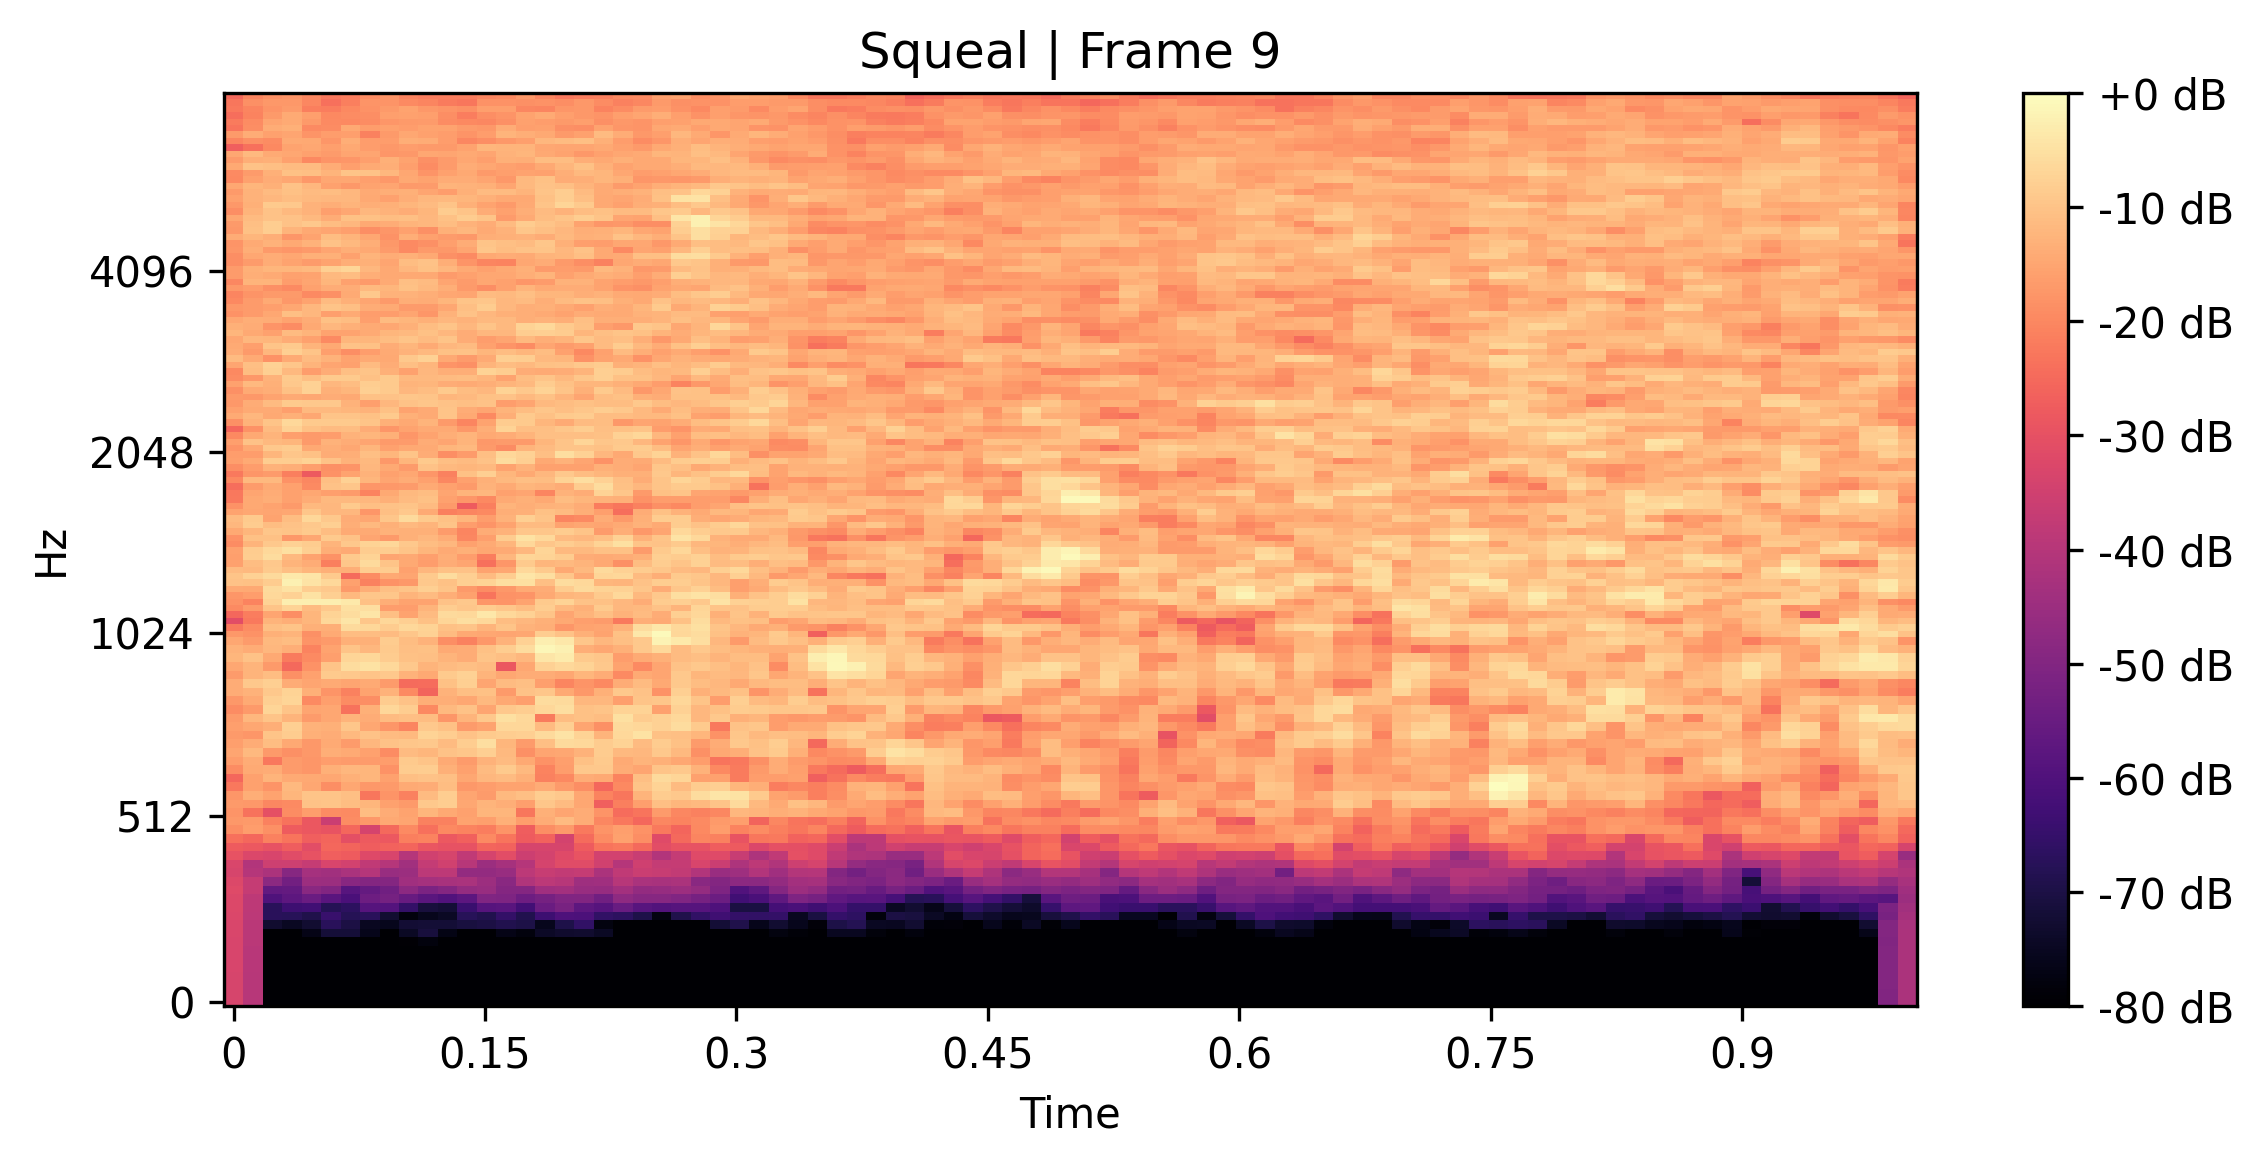 Squeal | Frame 9
+0 dB
-10 dB
-20 dB
-30 dB
-40 dB
-50 dB
-60 dB
-70 dB
-80 dB
4096
2048
1024
512
0
Hz
0 0.15 0.3 0.45 0.6 0.75 0.9
Time